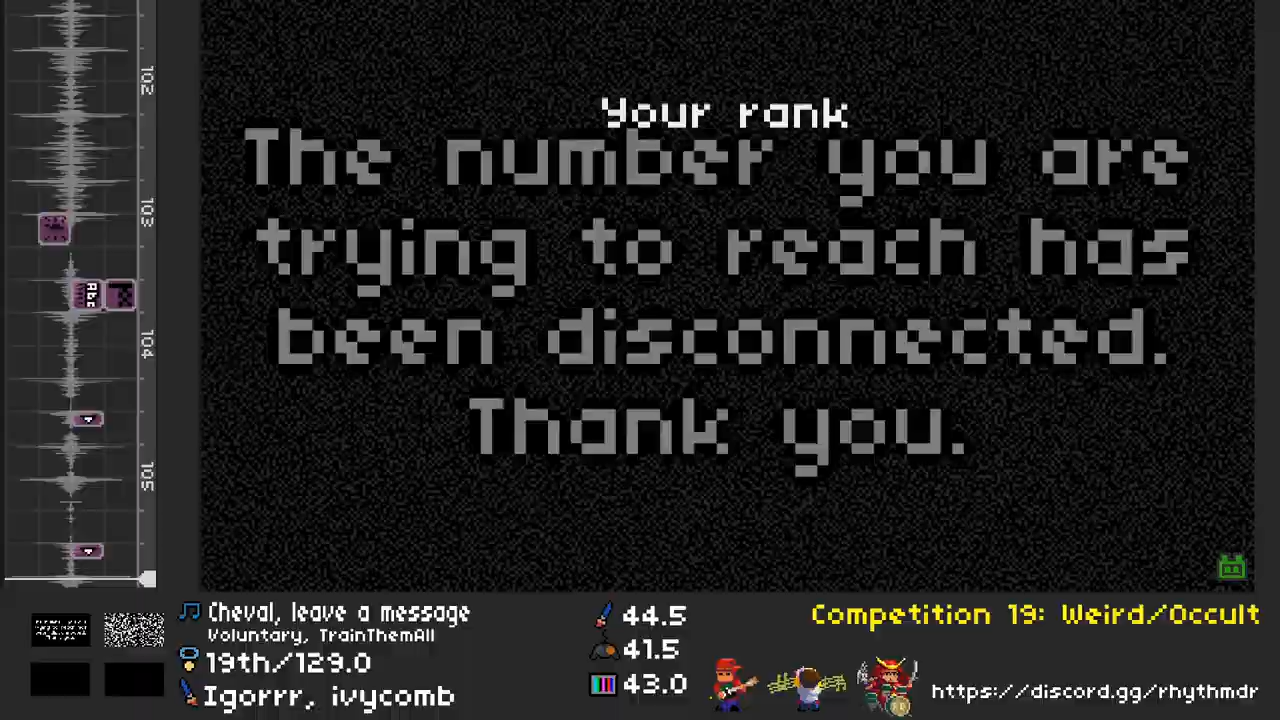 102
103
Abc
104
105
Your rank
The number you are
trying to reach has
been disconnected.
Thank you.
Cheval, leave a message
Voluntary, TrainThemAll
19th/129.0
Igorrr, ivycomb
44.5
41.5
43.0
Competition 19: Weird/Occult
https://discord.gg/rhythmdr